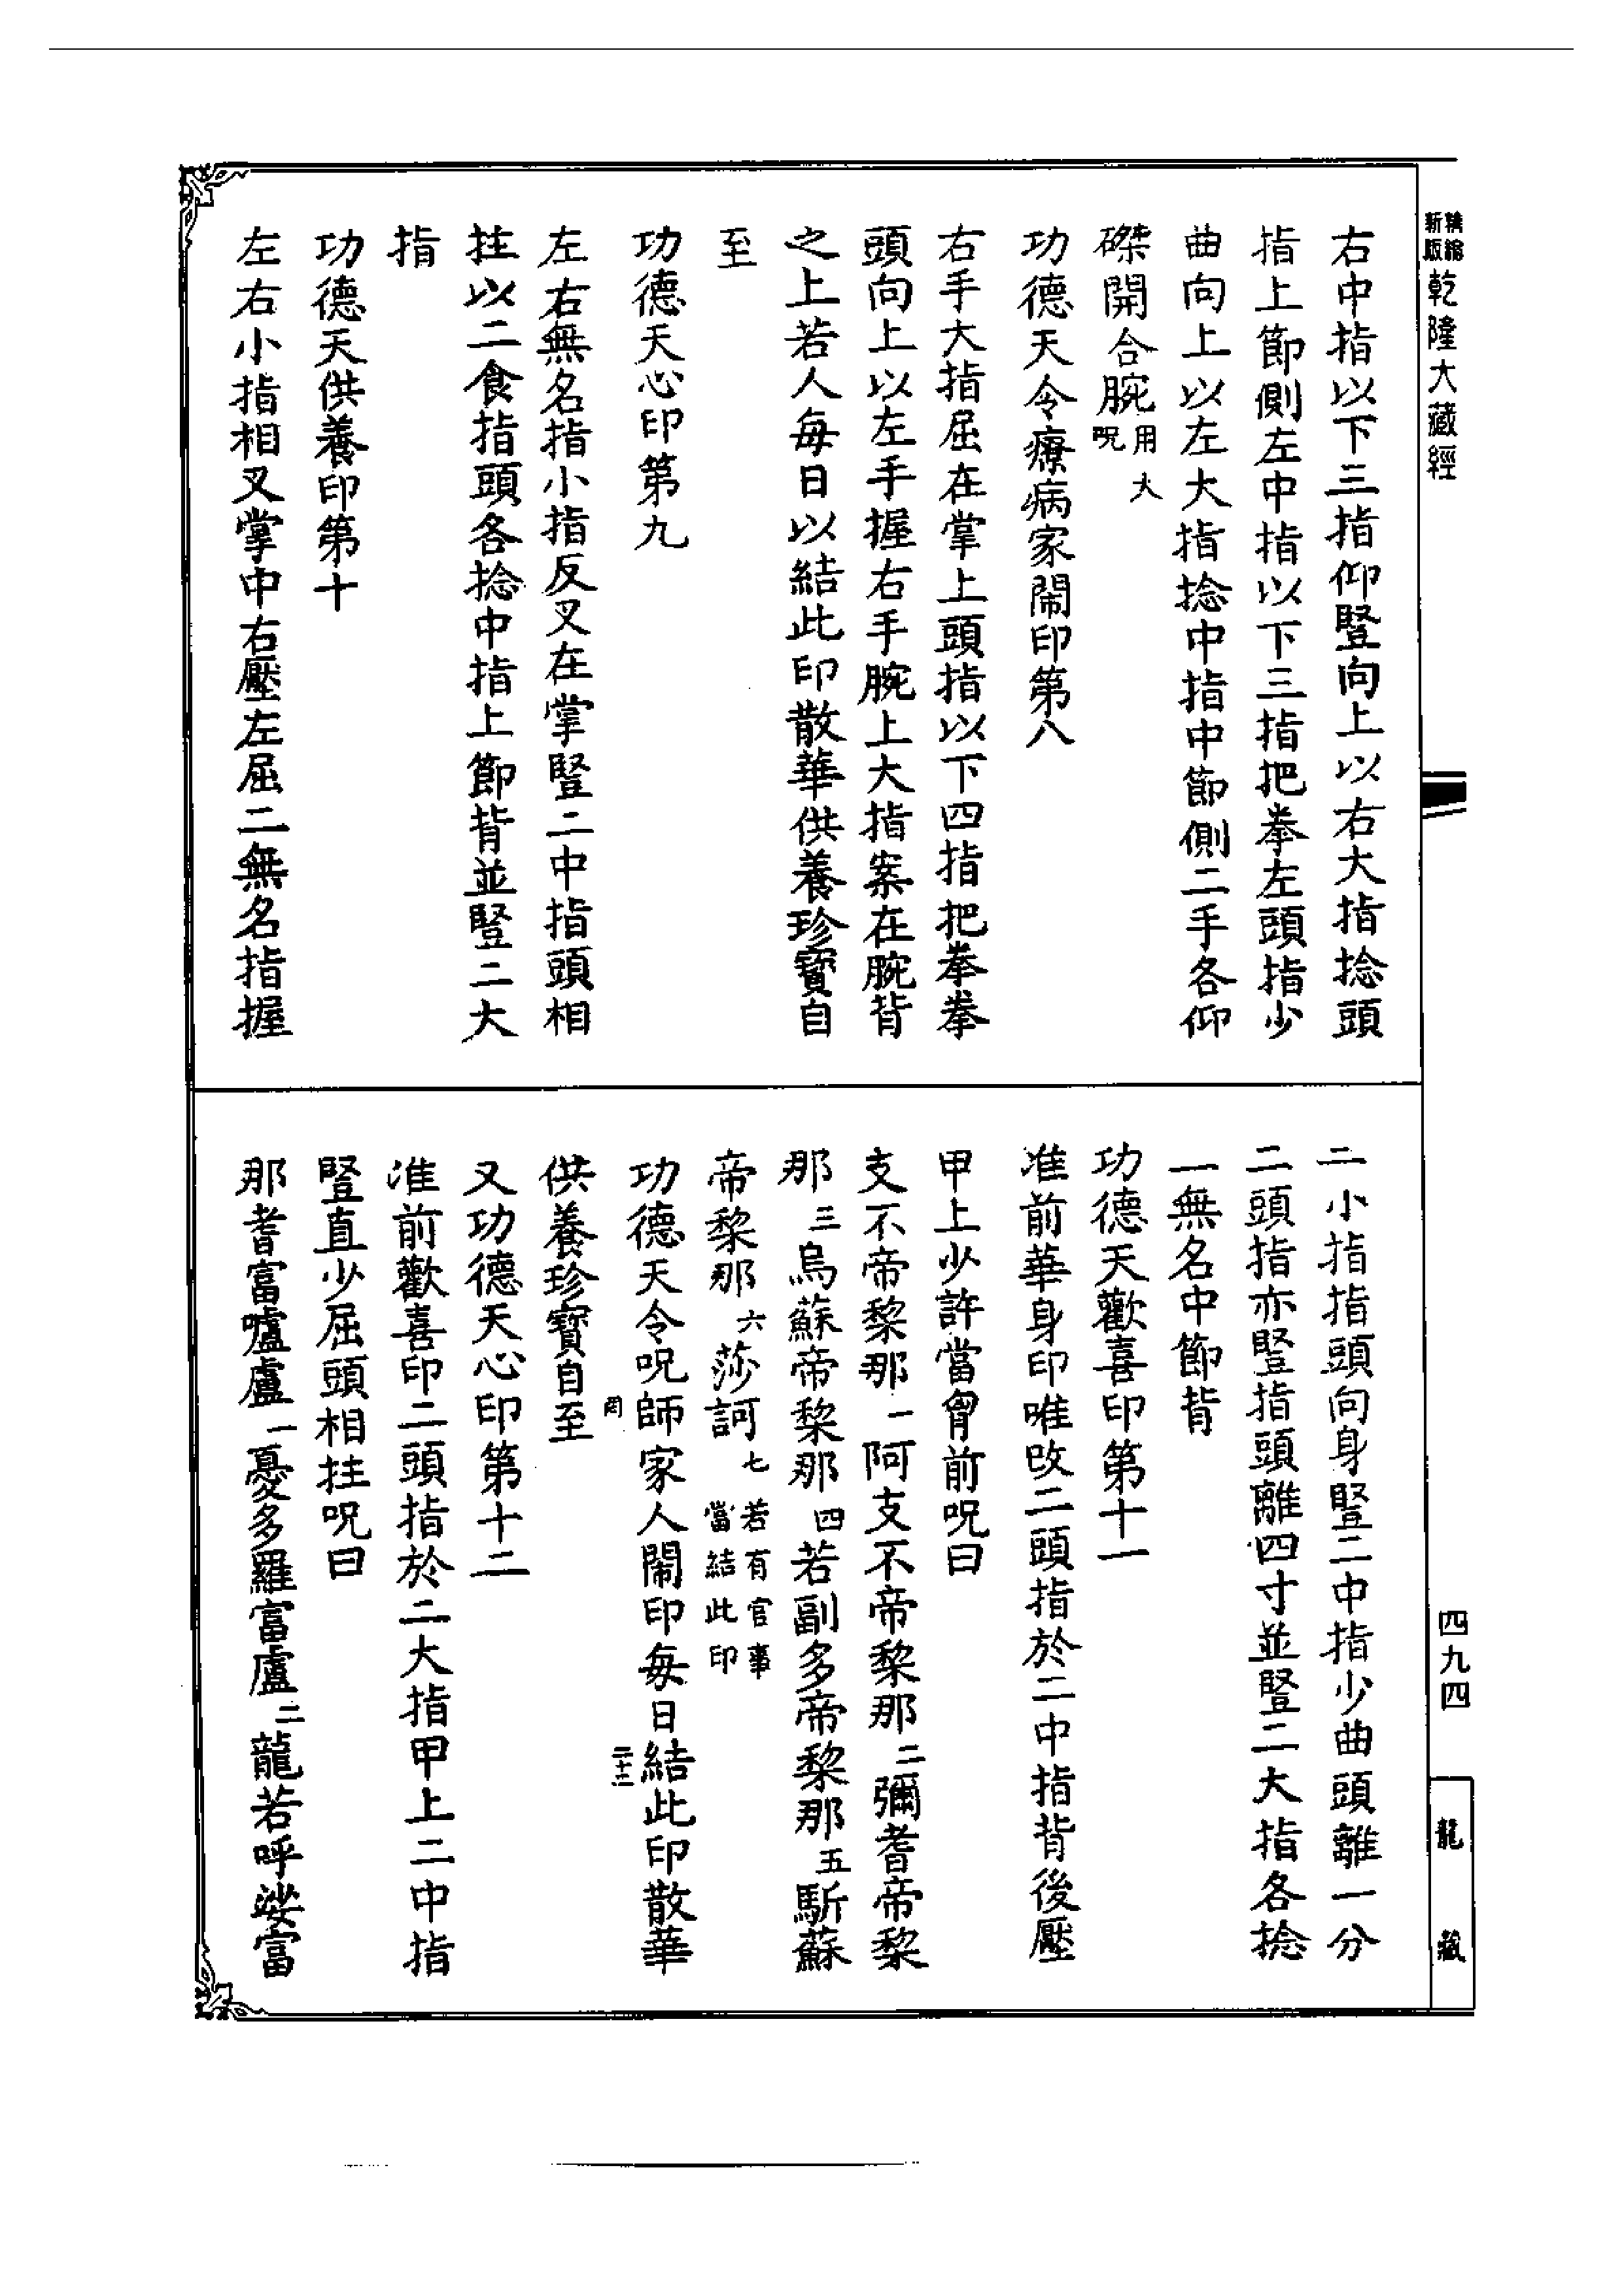 精縮新版乾隆大藏經
右中指以下三指仰竪向上以右大指捻頭
指上節側左中指以下三指把拳左頭指少
曲向上以左大指捻中指中節側二手各仰
磔開合腕用大呪
功德天令療病家閙印第八
右手大指屈在掌上頭指以下四指把拳拳
頭向上以左手握右手腕上大指案在腕背
之上若人每日以結此印散華供養珍寶自
至
功德天心印第九
左右無名指小指反叉在掌竪二中指頭相
拄以二食指頭各捻中指上節背並竪二大
指
功德天供養印第十
左右小指相叉掌中右壓左屈二無名指握
二小指指頭向身竪二中指少曲頭離一分
二頭指亦竪指頭離四寸並竪二大指各捻
一無名中節背
功德天歡喜印第十一
准前華身印唯改二頭指於二中指背後壓
甲上少許當胷前呪曰
支不帝黎那一阿支不帝黎那二彌耆帝黎
那三烏蘇帝黎那四若副多帝黎那五斬蘇
帝黎那六莎訶七若有官事當結此印
功德天令呪師家人閙印每日結此印散華
供養珍寶自至
又功德天心印第十二
准前歡喜印二頭指於二大指甲上二中指
竪直少屈頭相拄呪曰
那耆富嚧盧一憂多羅富盧二龍若呼娑富
四九四
龍藏